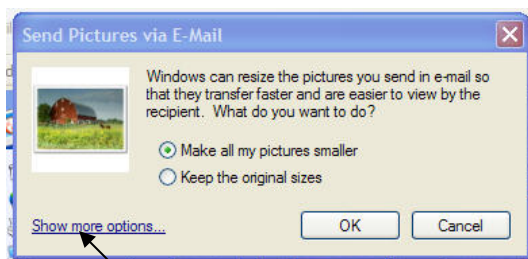 Send Pictures via E-Mail
Windows can resize the pictures you send in e-mail so
that they transfer faster and are easier to view by the
recipient. What do you want to do?
Make all my pictures smaller
Keep the original sizes
Show more options...
OK
Cancel